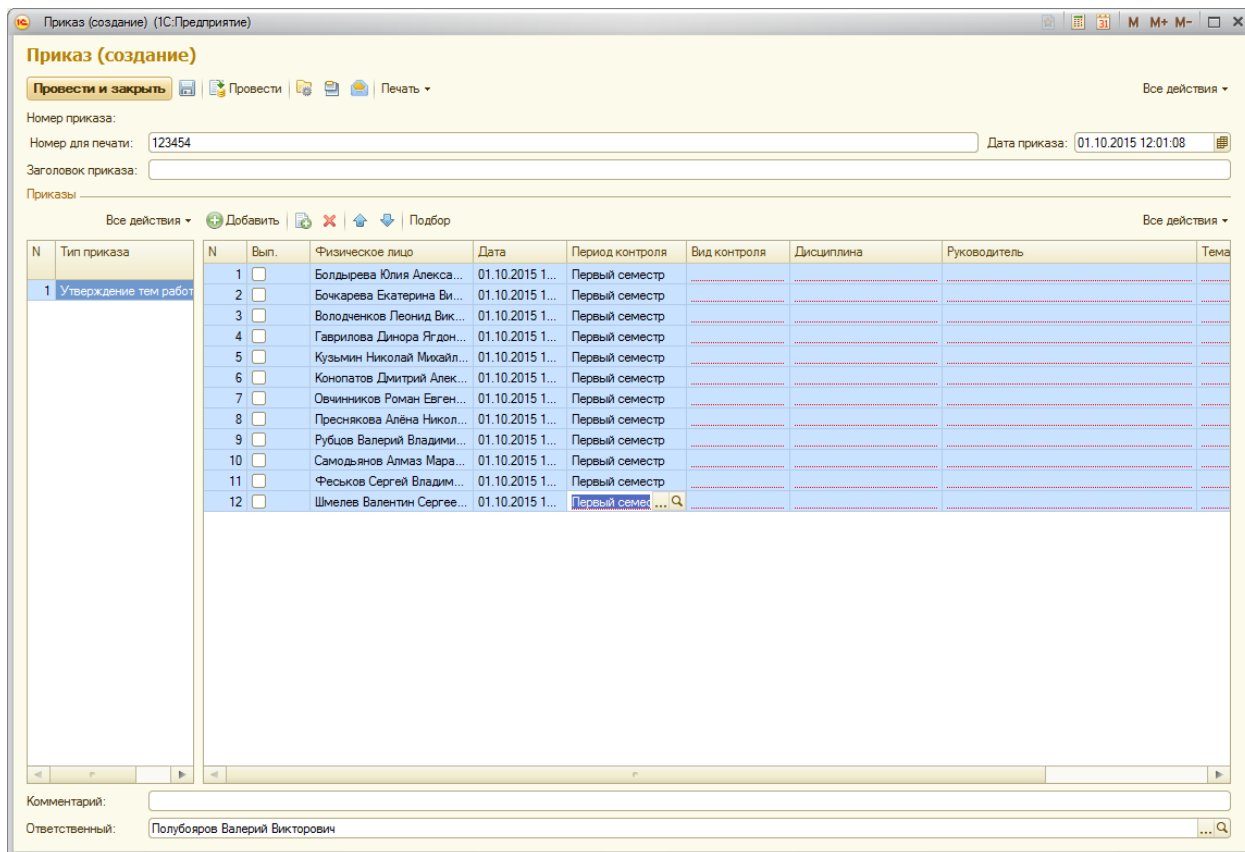 Приказ (создание) (1С:Предприятие)
31 M M+ M-
Приказ (создание)
Провести и закрыть Провести Печать Все действия
Номер приказа:
Номер для печати: 123454 Дата приказа: 01.10.2015 12:01:08
Заголовок приказа:
Приказы
Все действия Добавить Подбор Все действия
N Тип приказа N Вып. Физическое лицо Дата Период контроля Вид контроля Дисциплина Руководитель Тема
1 Утверждение тем работ
1 Болдырева Юлия Алекса... 01.10.2015 1... Первый семестр
2 Бочкарева Екатерина Ви... 01.10.2015 1... Первый семестр
3 Володченков Леонид Вик... 01.10.2015 1... Первый семестр
4 Гаврилова Динора Ягдон... 01.10.2015 1... Первый семестр
5 Кузьмин Николай Михайл... 01.10.2015 1... Первый семестр
6 Конопатов Дмитрий Алек... 01.10.2015 1... Первый семестр
7 Овчинников Роман Евген... 01.10.2015 1... Первый семестр
8 Преснякова Алёна Никол... 01.10.2015 1... Первый семестр
9 Рубцов Валерий Владими... 01.10.2015 1... Первый семестр
10 Самодьянов Алмаз Мара... 01.10.2015 1... Первый семестр
11 Феськов Сергей Владим... 01.10.2015 1... Первый семестр
12 Шмелев Валентин Сергее... 01.10.2015 1... Первый семес ...
Комментарий:
Ответственный: Полубояров Валерий Викторович ...